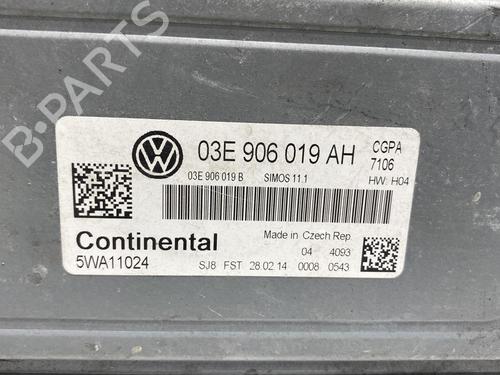 B-PARTS
03E 906 019 AH
CGPA
7106
03E 906 019 B SIMOS 11.1
HW: H04
Continental
Made in Czech Rep.
04 4093
5WA11024
SJ8 FST 28.02.14 0008 0543